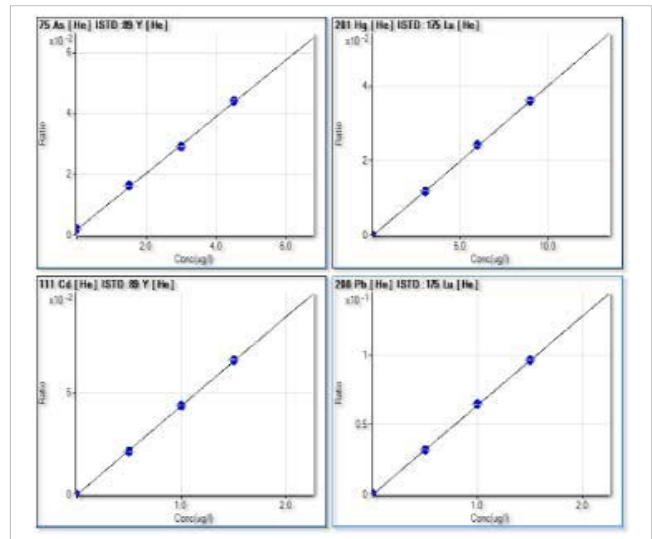 75 As [He] ISTD :89 Y [He]
x10⁻²
6
4
2
0
Ratio
2.0 4.0 6.0
Conc(ug/l)
201 Hg [He] ISTD :175 Lu [He]
x10⁻²
4
2
0
Ratio
5.0 10.0
Conc(ug/l)
111 Cd [He] ISTD :89 Y [He]
x10⁻²
5
0
Ratio
1.0 2.0
Conc(ug/l)
208 Pb [He] ISTD :175 Lu [He]
x10⁻¹
1
0.5
0
Ratio
1.0 2.0
Conc(ug/l)